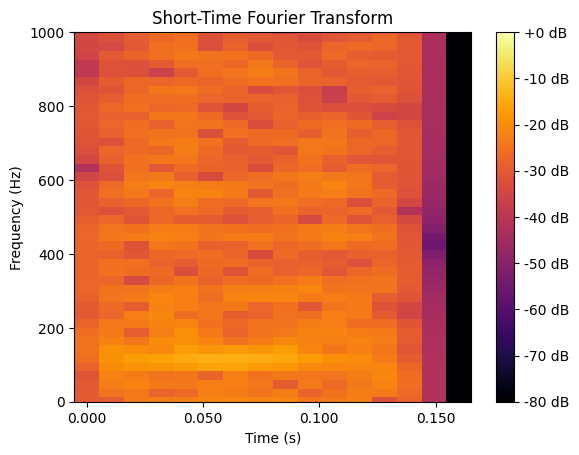 Short-Time Fourier Transform
1000
800
600
400
200
0
Frequency (Hz)
0.000
0.050
0.100
0.150
Time (s)
+0 dB
-10 dB
-20 dB
-30 dB
-40 dB
-50 dB
-60 dB
-70 dB
-80 dB